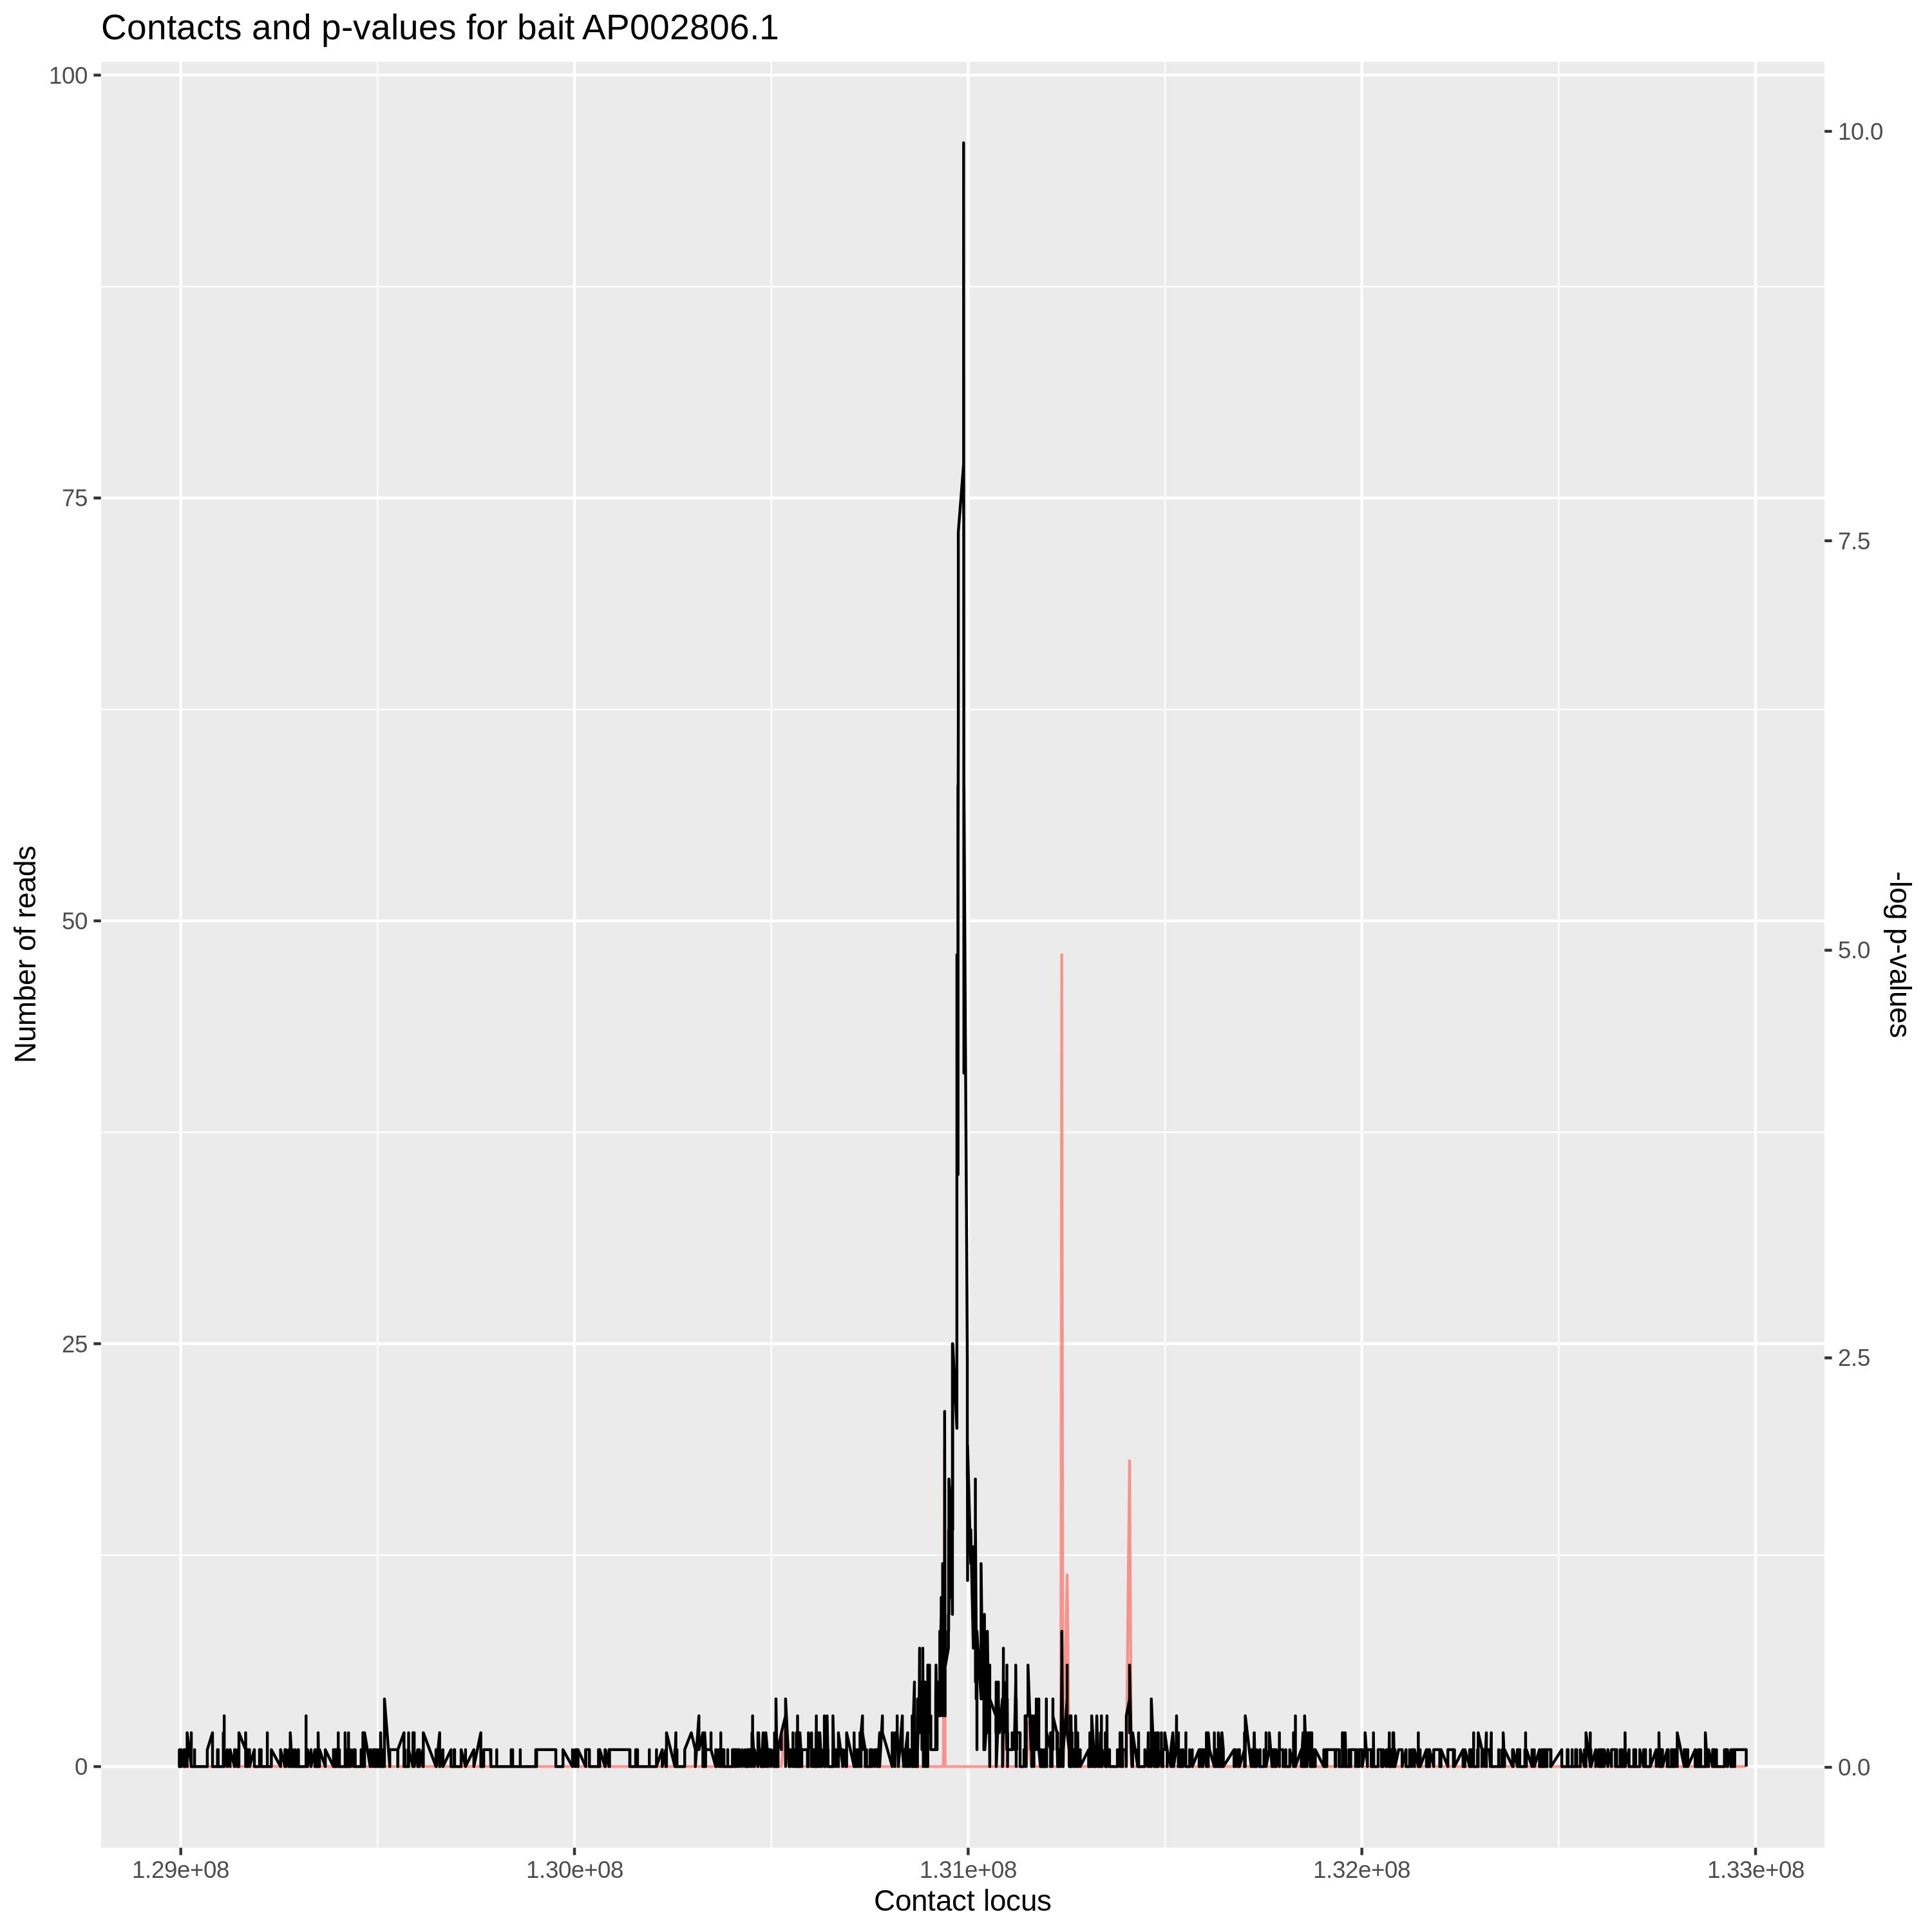 Contacts and p-values for bait AP002806.1
100
75
50
25
0
Number of reads
10.0
7.5
5.0
2.5
0.0
-log p-values
1.29e+08 1.30e+08 1.31e+08 1.32e+08 1.33e+08
Contact locus